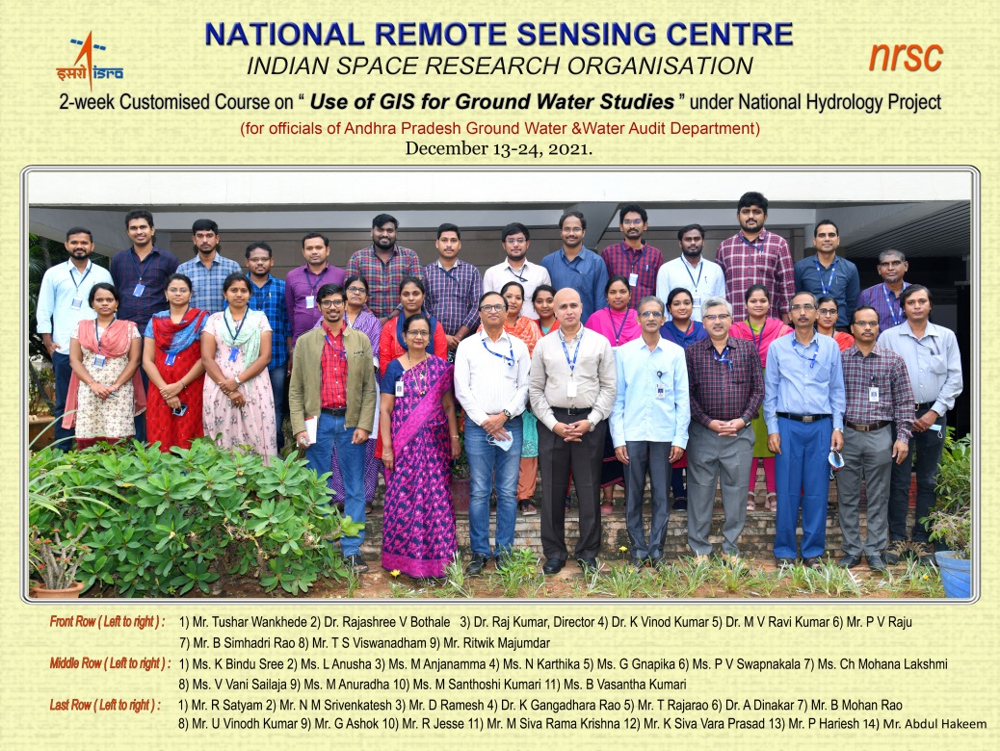 NATIONAL REMOTE SENSING CENTRE
INDIAN SPACE RESEARCH ORGANISATION
इसरो isro
nrsc
2-week Customised Course on “ Use of GIS for Ground Water Studies ” under National Hydrology Project
(for officials of Andhra Pradesh Ground Water &Water Audit Department)
December 13-24, 2021.
Front Row ( Left to right ) : 1) Mr. Tushar Wankhede 2) Dr. Rajashree V Bothale 3) Dr. Raj Kumar, Director 4) Dr. K Vinod Kumar 5) Dr. M V Ravi Kumar 6) Mr. P V Raju
7) Mr. B Simhadri Rao 8) Mr. T S Viswanadham 9) Mr. Ritwik Majumdar
Middle Row ( Left to right ) : 1) Ms. K Bindu Sree 2) Ms. L Anusha 3) Ms. M Anjanamma 4) Ms. N Karthika 5) Ms. G Gnapika 6) Ms. P V Swapnakala 7) Ms. Ch Mohana Lakshmi
8) Ms. V Vani Sailaja 9) Ms. M Anuradha 10) Ms. M Santhoshi Kumari 11) Ms. B Vasantha Kumari
Last Row ( Left to right ) : 1) Mr. R Satyam 2) Mr. N M Srivenkatesh 3) Mr. D Ramesh 4) Dr. K Gangadhara Rao 5) Mr. T Rajarao 6) Dr. A Dinakar 7) Mr. B Mohan Rao
8) Mr. U Vinodh Kumar 9) Mr. G Ashok 10) Mr. R Jesse 11) Mr. M Siva Rama Krishna 12) Mr. K Siva Vara Prasad 13) Mr. P Hariesh 14) Mr. Abdul Hakeem